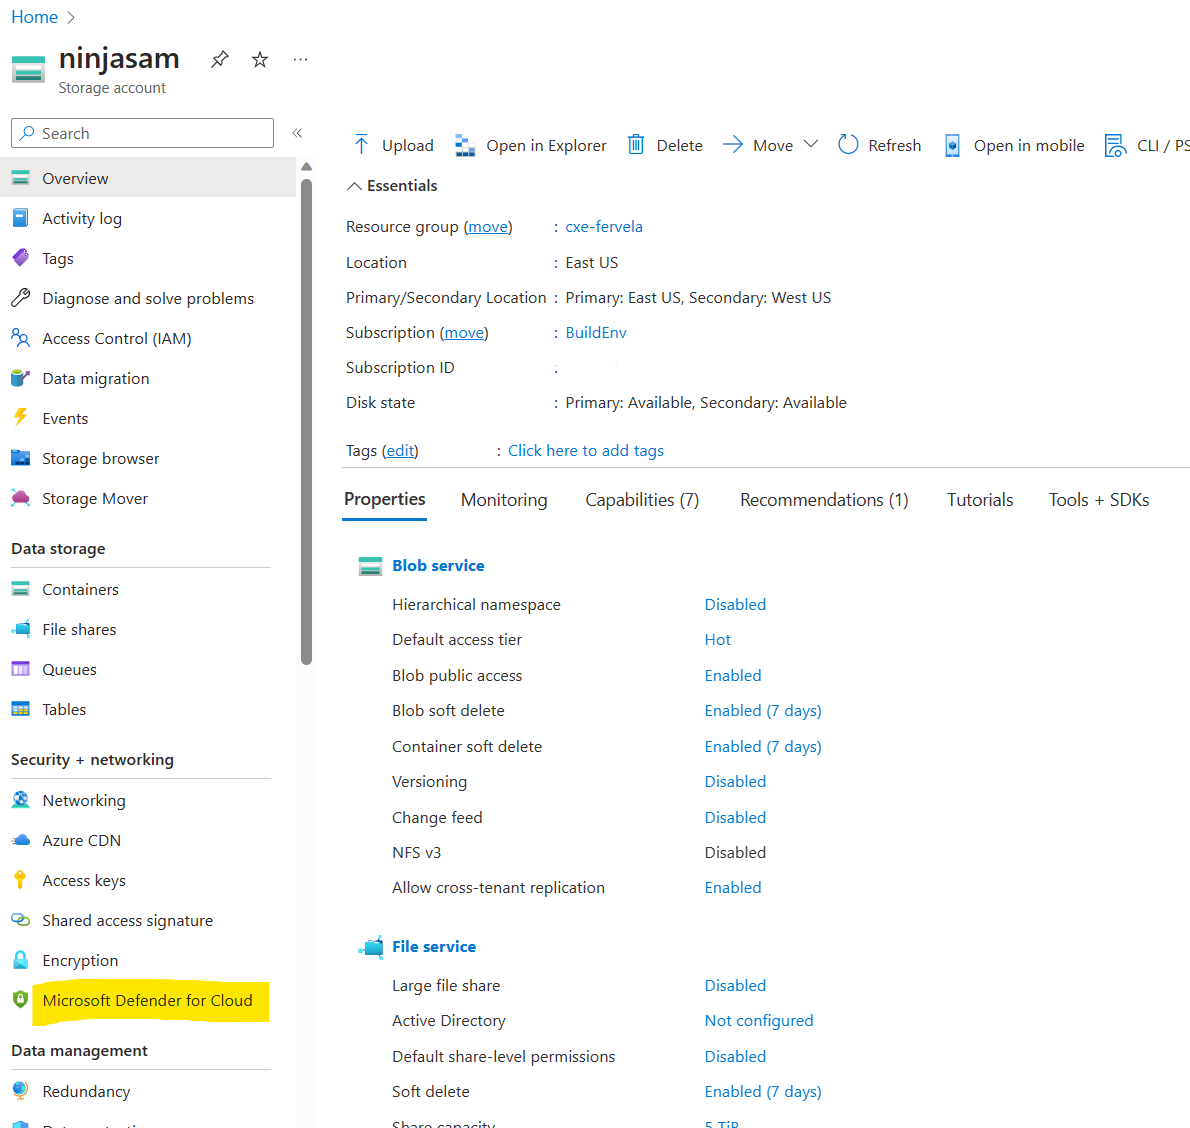 Home
ninjasam
Storage account
Search
Overview
Activity log
Tags
Diagnose and solve problems
Access Control (IAM)
Data migration
Events
Storage browser
Storage Mover
Data storage
Containers
File shares
Queues
Tables
Security + networking
Networking
Azure CDN
Access keys
Shared access signature
Encryption
Microsoft Defender for Cloud
Data management
Redundancy
Upload Open in Explorer Delete Move Refresh Open in mobile CLI / PS
Essentials
Resource group (move) : cxe-fervela
Location : East US
Primary/Secondary Location : Primary: East US, Secondary: West US
Subscription (move) : BuildEnv
Subscription ID
Disk state : Primary: Available, Secondary: Available
Tags (edit) : Click here to add tags
Properties Monitoring Capabilities (7) Recommendations (1) Tutorials Tools + SDKs
Blob service
Hierarchical namespace Disabled
Default access tier Hot
Blob public access Enabled
Blob soft delete Enabled (7 days)
Container soft delete Enabled (7 days)
Versioning Disabled
Change feed Disabled
NFS v3 Disabled
Allow cross-tenant replication Enabled
File service
Large file share Disabled
Active Directory Not configured
Default share-level permissions Disabled
Soft delete Enabled (7 days)
Share capacity 5 TiB